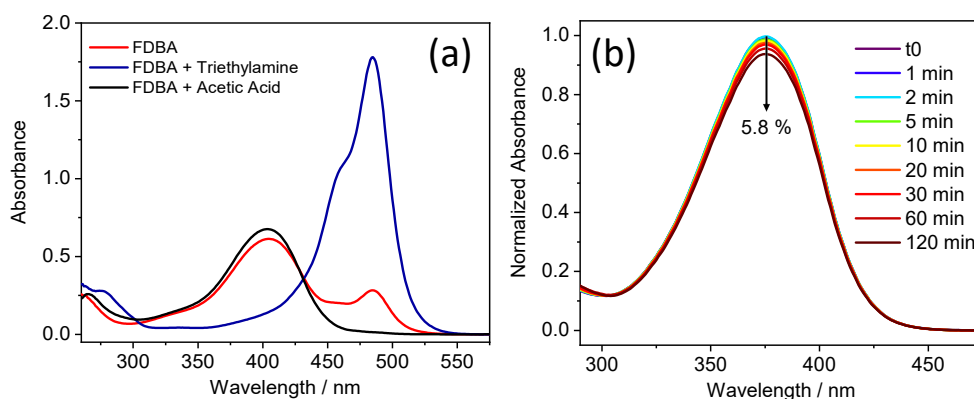 (a)
FDBA
FDBA + Triethylamine
FDBA + Acetic Acid
2.0
1.5
1.0
0.5
0.0
Absorbance
300
350
400
450
500
550
Wavelength / nm
(b)
t0
1 min
2 min
5 min
10 min
20 min
30 min
60 min
120 min
5.8 %
1.0
0.8
0.6
0.4
0.2
0.0
Normalized Absorbance
300
350
400
450
Wavelength / nm